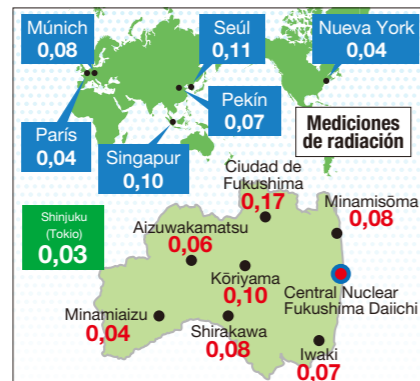 Múnich
0,08
Seúl
0,11
Nueva York
0,04
París
0,04
Pekín
0,07
Singapur
0,10
Mediciones
de radiación
Ciudad de
Fukushima
0,17
Minamisōma
0,08
Shinjuku
(Tokio)
0,03
Aizuwakamatsu
0,06
Kōriyama
0,10
Central Nuclear
Fukushima Daiichi
Minamiaizu
0,04
Shirakawa
0,08
Iwaki
0,07